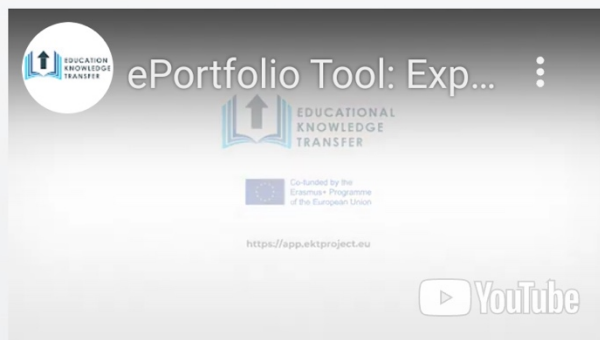 EDUCATION
KNOWLEDGE
TRANSFER
ePortfolio Tool: Exp...
EDUCATIONAL
KNOWLEDGE
TRANSFER
Co-funded by the
Erasmus+ Programme
of the European Union
https://app.ektproject.eu
YouTube